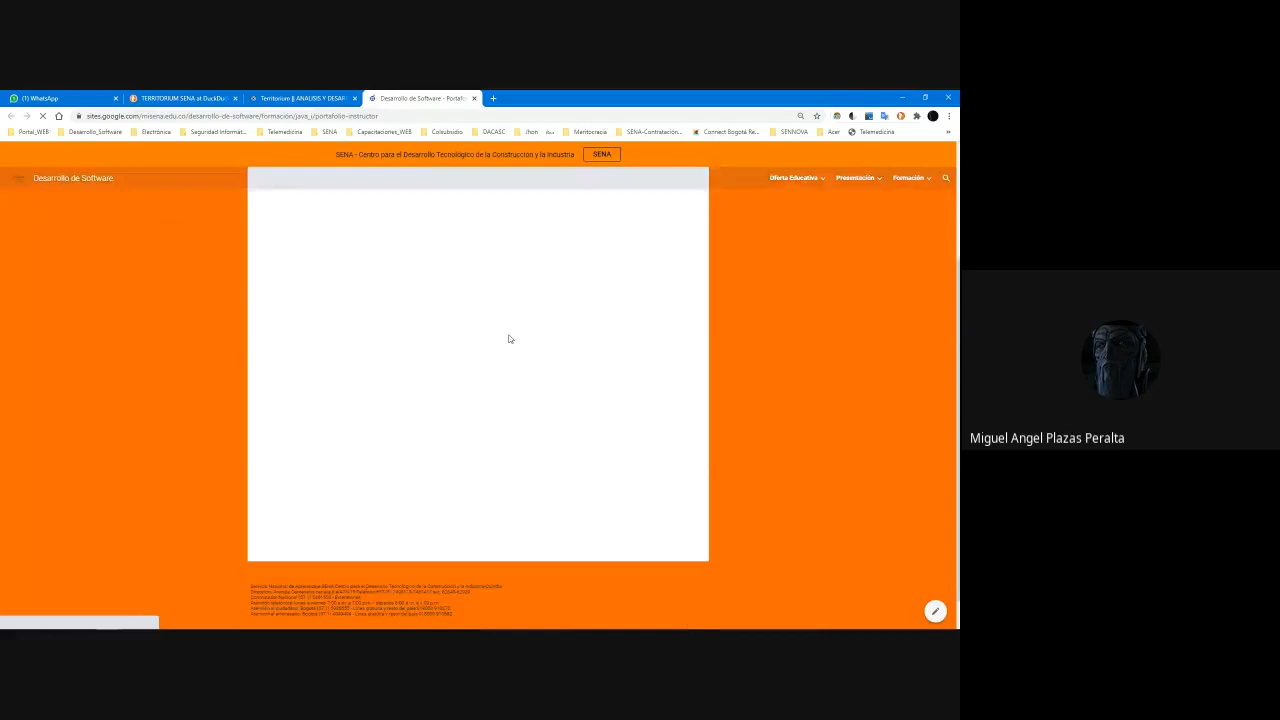 (1) WhatsApp
TERRITORIUM SENA at DuckDu
Territorium || ANALISIS Y DESAR
Desarrollo de Software - Portafo
sites.google.com/misena.edu.co/desarrollo-de-software/formación/java_i/portafolio-instructor
Portal_WEB
Desarrollo_Software
Electrónica
Seguridad Informat...
Telemedicina
SENA
Capacitaciones_WEB
Colsubsidio
DACASC
Jhon
Meritocracia
SENA-Contratación...
Connect Bogotá Re...
SENNOVA
Acer
Telemedicina
»
SENA - Centro para el Desarrollo Tecnológico de la Construcción y la Industria
SENA
Desarrollo de Software
Oferta Educativa
Presentación
Formación
Miguel Angel Plazas Peralta